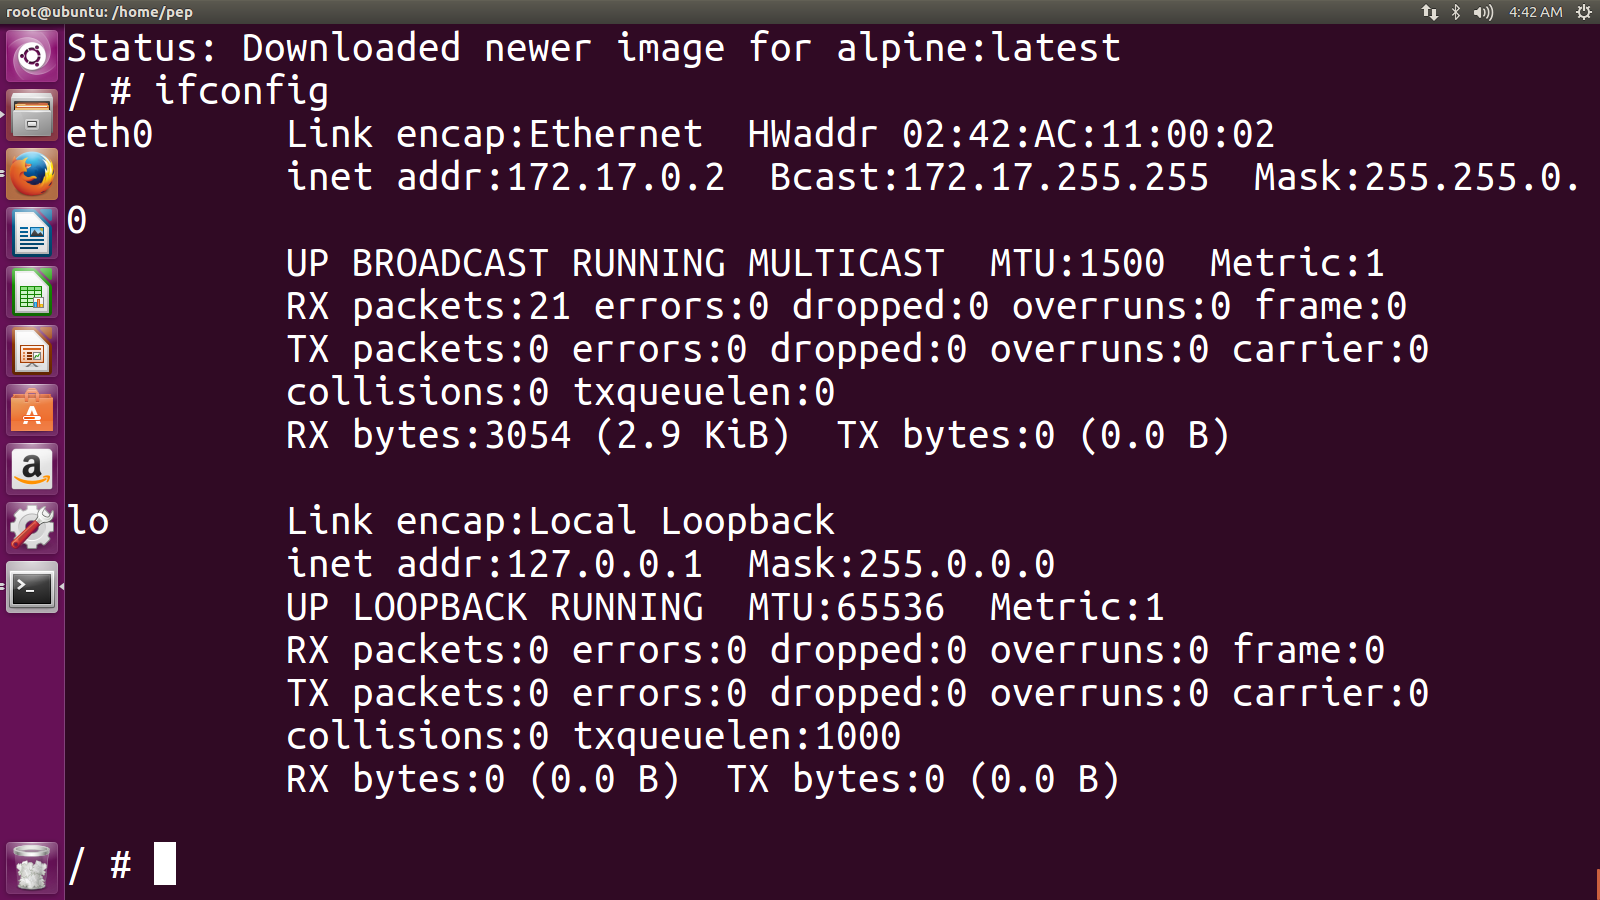 root@ubuntu: /home/pep
4:42 AM
Status: Downloaded newer image for alpine:latest
/ # ifconfig
eth0      Link encap:Ethernet  HWaddr 02:42:AC:11:00:02
          inet addr:172.17.0.2  Bcast:172.17.255.255  Mask:255.255.0.
0
          UP BROADCAST RUNNING MULTICAST  MTU:1500  Metric:1
          RX packets:21 errors:0 dropped:0 overruns:0 frame:0
          TX packets:0 errors:0 dropped:0 overruns:0 carrier:0
          collisions:0 txqueuelen:0
          RX bytes:3054 (2.9 KiB)  TX bytes:0 (0.0 B)

lo        Link encap:Local Loopback
          inet addr:127.0.0.1  Mask:255.0.0.0
          UP LOOPBACK RUNNING  MTU:65536  Metric:1
          RX packets:0 errors:0 dropped:0 overruns:0 frame:0
          TX packets:0 errors:0 dropped:0 overruns:0 carrier:0
          collisions:0 txqueuelen:1000
          RX bytes:0 (0.0 B)  TX bytes:0 (0.0 B)

/ #